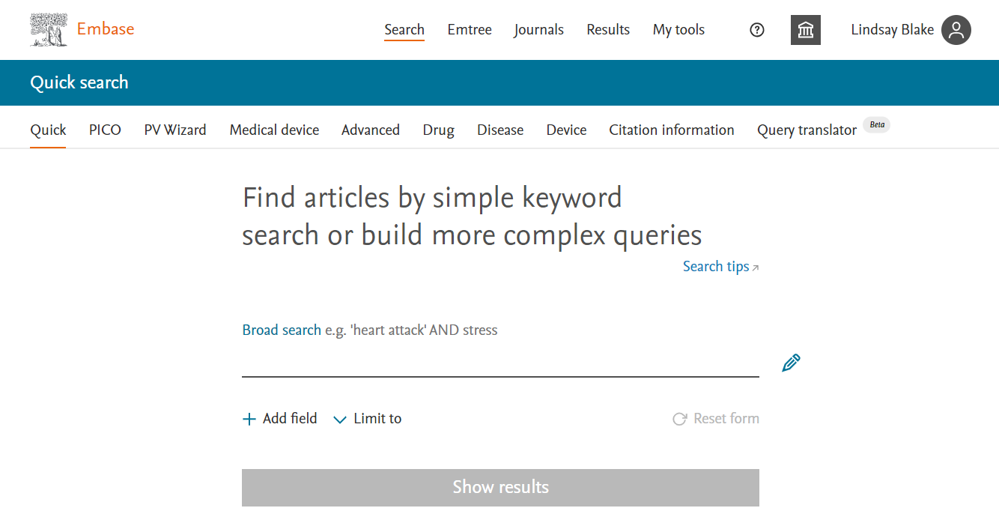 Embase
Search Emtree Journals Results My tools Lindsay Blake
Quick search
Quick PICO PV Wizard Medical device Advanced Drug Disease Device Citation information Query translator Beta
Find articles by simple keyword
search or build more complex queries
Search tips
Broad search e.g. 'heart attack' AND stress
Add field Limit to Reset form
Show results